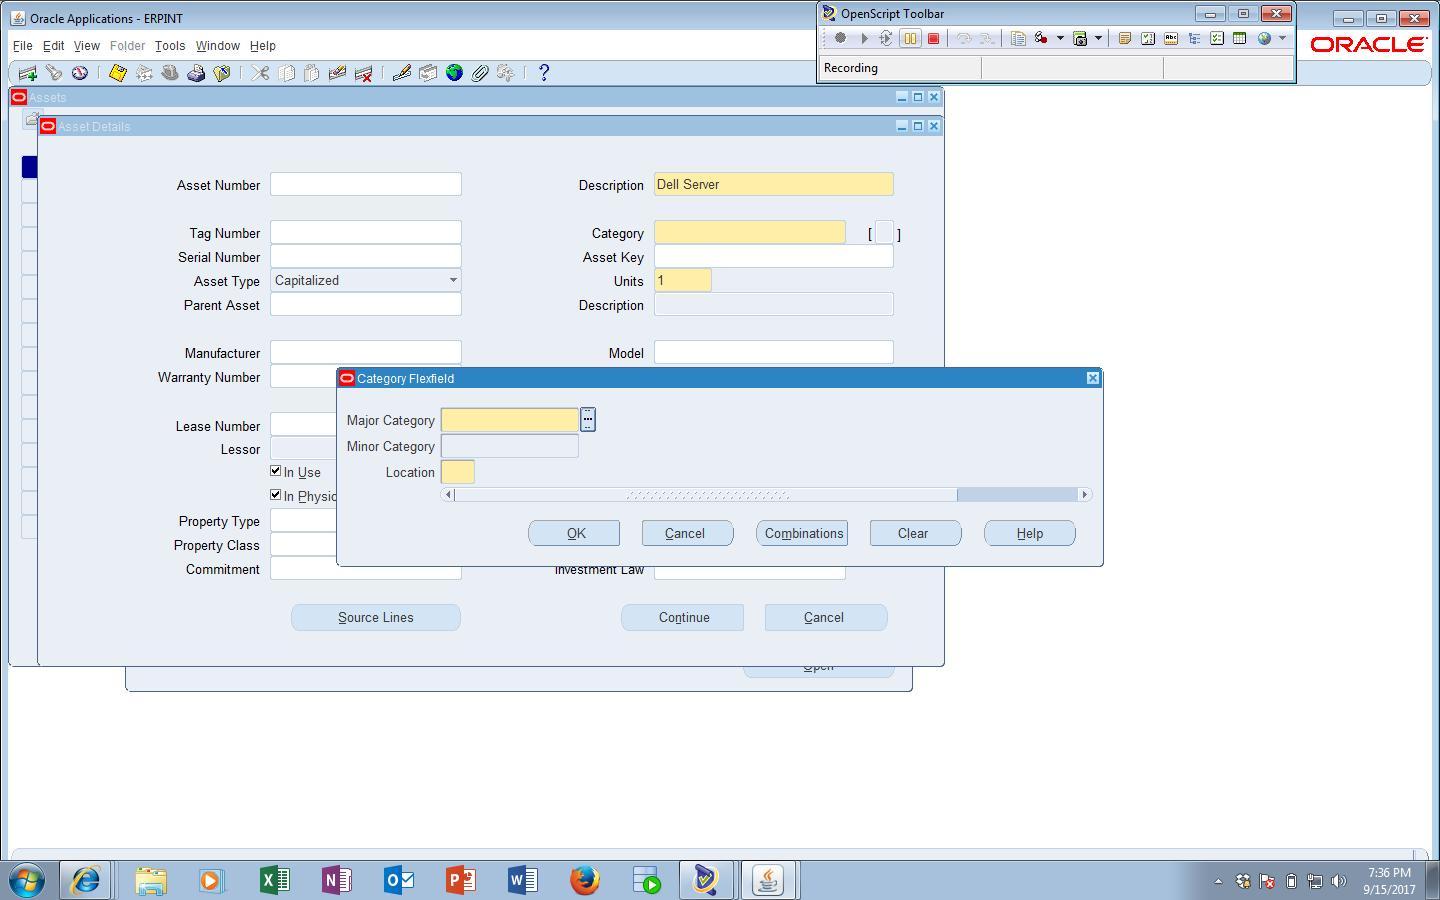 Oracle Applications - ERPINT
OpenScript Toolbar
File Edit View Folder Tools Window Help
ORACLE
Recording
Assets
Asset Details
Asset Number
Description Dell Server
Tag Number
Category [ ]
Serial Number
Asset Key
Asset Type Capitalized
Units 1
Parent Asset
Description
Manufacturer
Model
Warranty Number
Category Flexfield
Major Category
Minor Category
Location
OK Cancel Combinations Clear Help
Lease Number
Lessor
In Use
In Physic
Property Type
Property Class
Commitment
Investment Law
Source Lines Continue Cancel
Open
7:36 PM
9/15/2017